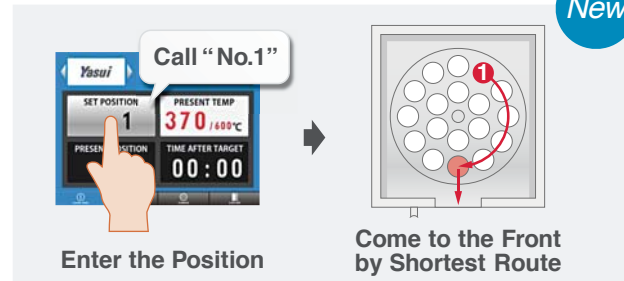 New
Call “No.1”
Yasui
SET POSITION
1
PRESENT TEMP
370/600℃
PRESENT POSITION
TIME AFTER TARGET
00:00
1
Enter the Position
Come to the Front
by Shortest Route